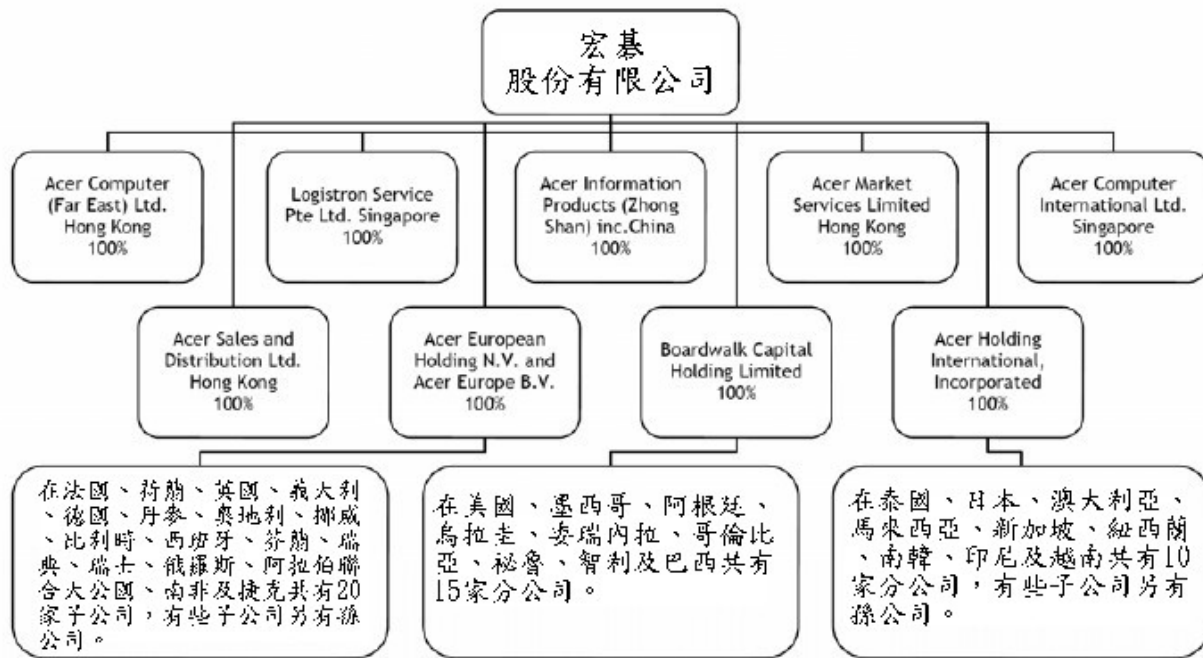 宏碁
股份有限公司
Acer Computer
(Far East) Ltd.
Hong Kong
100%
Logistron Service
Pte Ltd. Singapore
100%
Acer Information
Products (Zhong
Shan) inc.China
100%
Acer Market
Services Limited
Hong Kong
100%
Acer Computer
International Ltd.
Singapore
100%
Acer Sales and
Distribution Ltd.
Hong Kong
100%
Acer European
Holding N.V. and
Acer Europe B.V.
100%
Boardwalk Capital
Holding Limited
100%
Acer Holding
International,
Incorporated
100%
在法國、荷蘭、英國、義大利
、德國、丹麥、奧地利、挪威
、比利時、西班牙、芬蘭、瑞
典、瑞士、俄羅斯、阿拉伯聯
合大公國、南非及捷克共有20
家子公司，有些子公司另有孫
公司。
在美國、墨西哥、阿根廷、
烏拉圭、委瑞內拉、哥倫比
亞、祕魯、智利及巴西共有
15家分公司。
在泰國、日本、澳大利亞、
馬來西亞、新加坡、紐西蘭
、南韓、印尼及越南共有10
家分公司，有些子公司另有
孫公司。